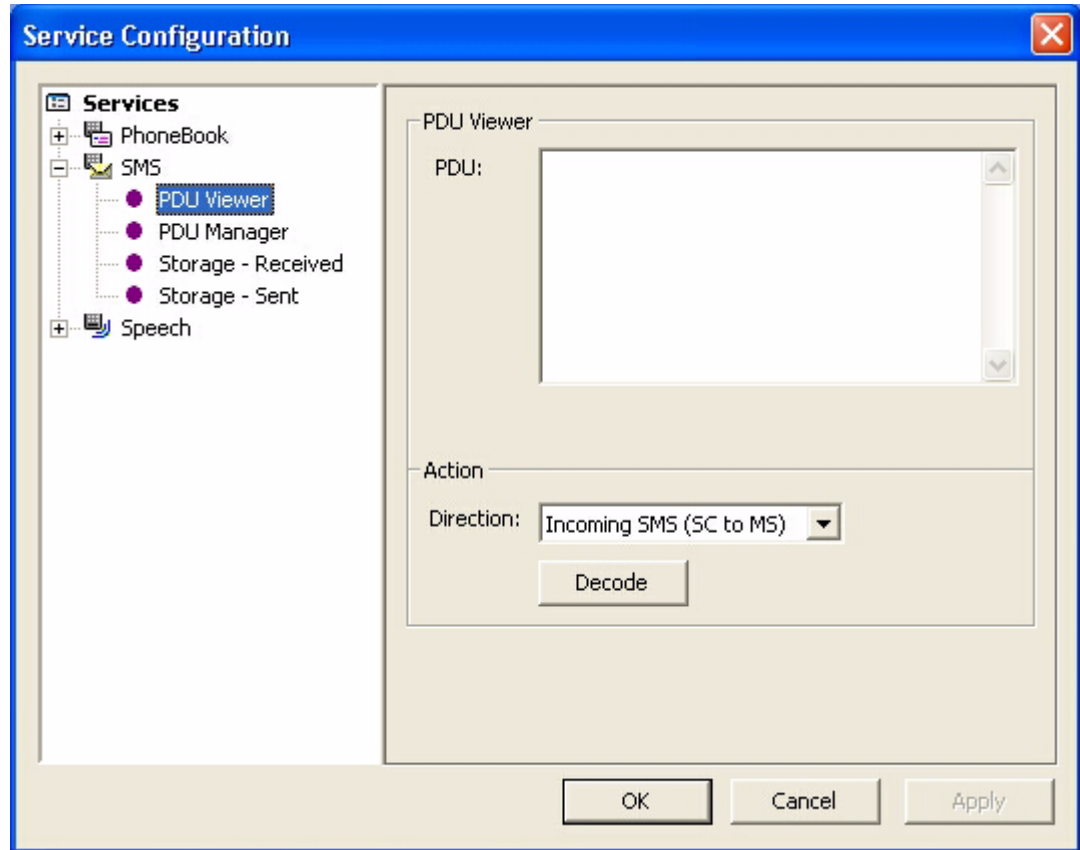 Service Configuration
Services
PhoneBook
SMS
PDU Viewer
PDU Manager
Storage - Received
Storage - Sent
Speech
PDU Viewer
PDU:
Action
Direction: Incoming SMS (SC to MS)
Decode
OK Cancel Apply